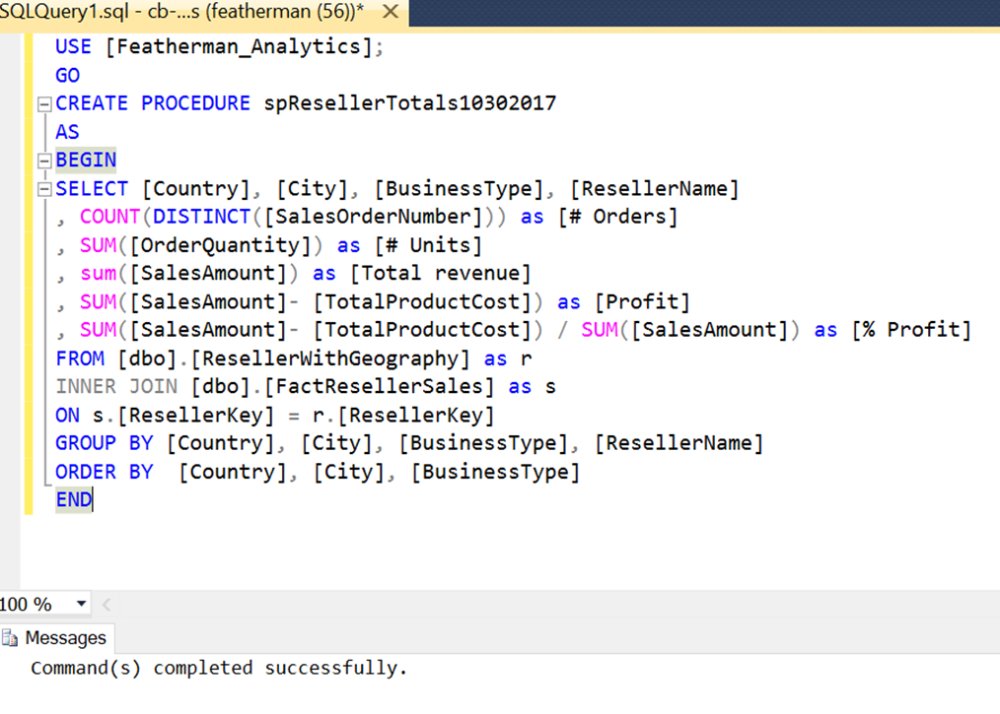 SQLQuery1.sql - cb-...s (featherman (56))*
USE [Featherman_Analytics];
GO
CREATE PROCEDURE spResellerTotals10302017
AS
BEGIN
SELECT [Country], [City], [BusinessType], [ResellerName]
, COUNT(DISTINCT([SalesOrderNumber])) as [# Orders]
, SUM([OrderQuantity]) as [# Units]
, sum([SalesAmount]) as [Total revenue]
, SUM([SalesAmount]- [TotalProductCost]) as [Profit]
, SUM([SalesAmount]- [TotalProductCost]) / SUM([SalesAmount]) as [% Profit]
FROM [dbo].[ResellerWithGeography] as r
INNER JOIN [dbo].[FactResellerSales] as s
ON s.[ResellerKey] = r.[ResellerKey]
GROUP BY [Country], [City], [BusinessType], [ResellerName]
ORDER BY  [Country], [City], [BusinessType]
END
100 %
Messages
Command(s) completed successfully.